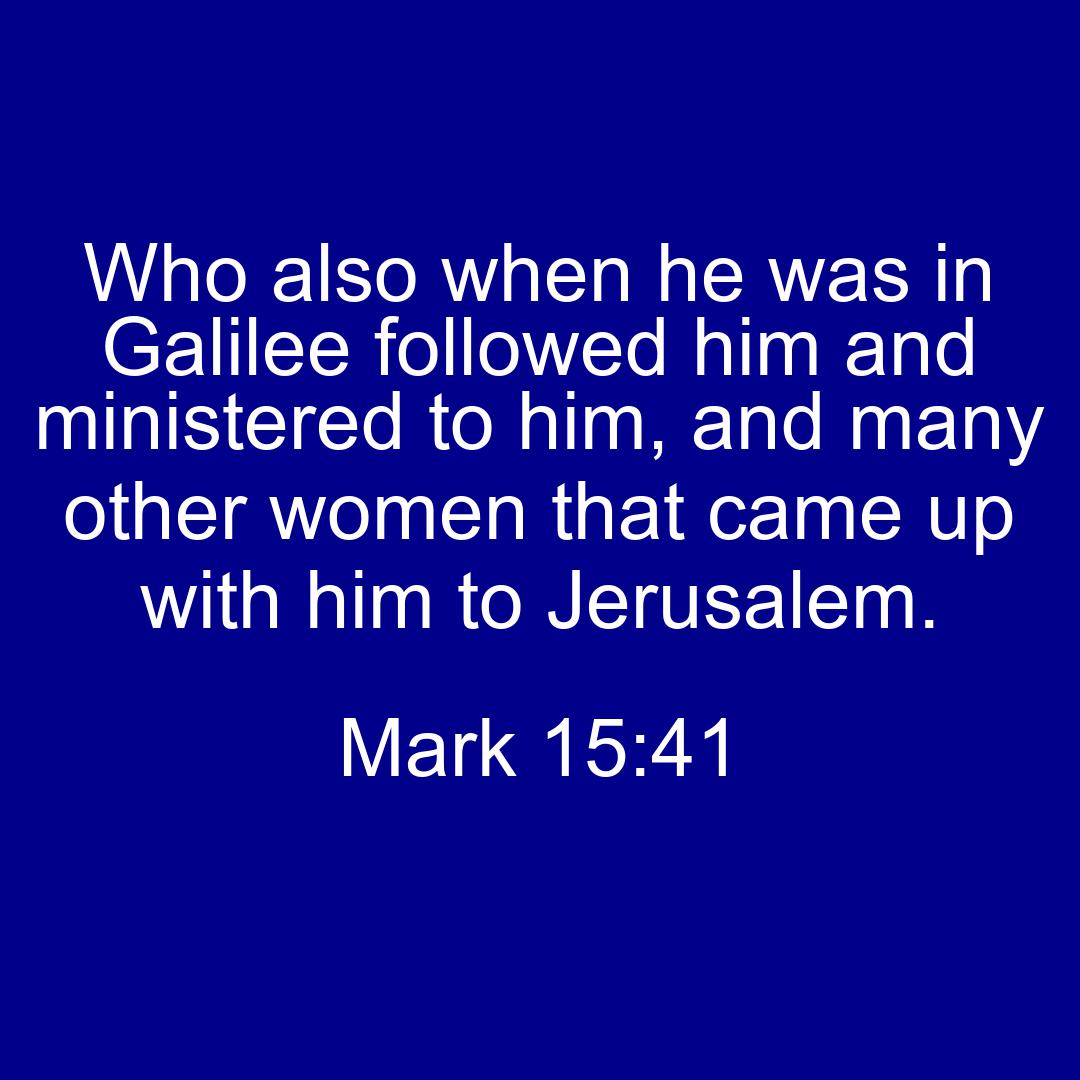 Who also when he was in
Galilee followed him and
ministered to him, and many
other women that came up
with him to Jerusalem.
Mark 15:41